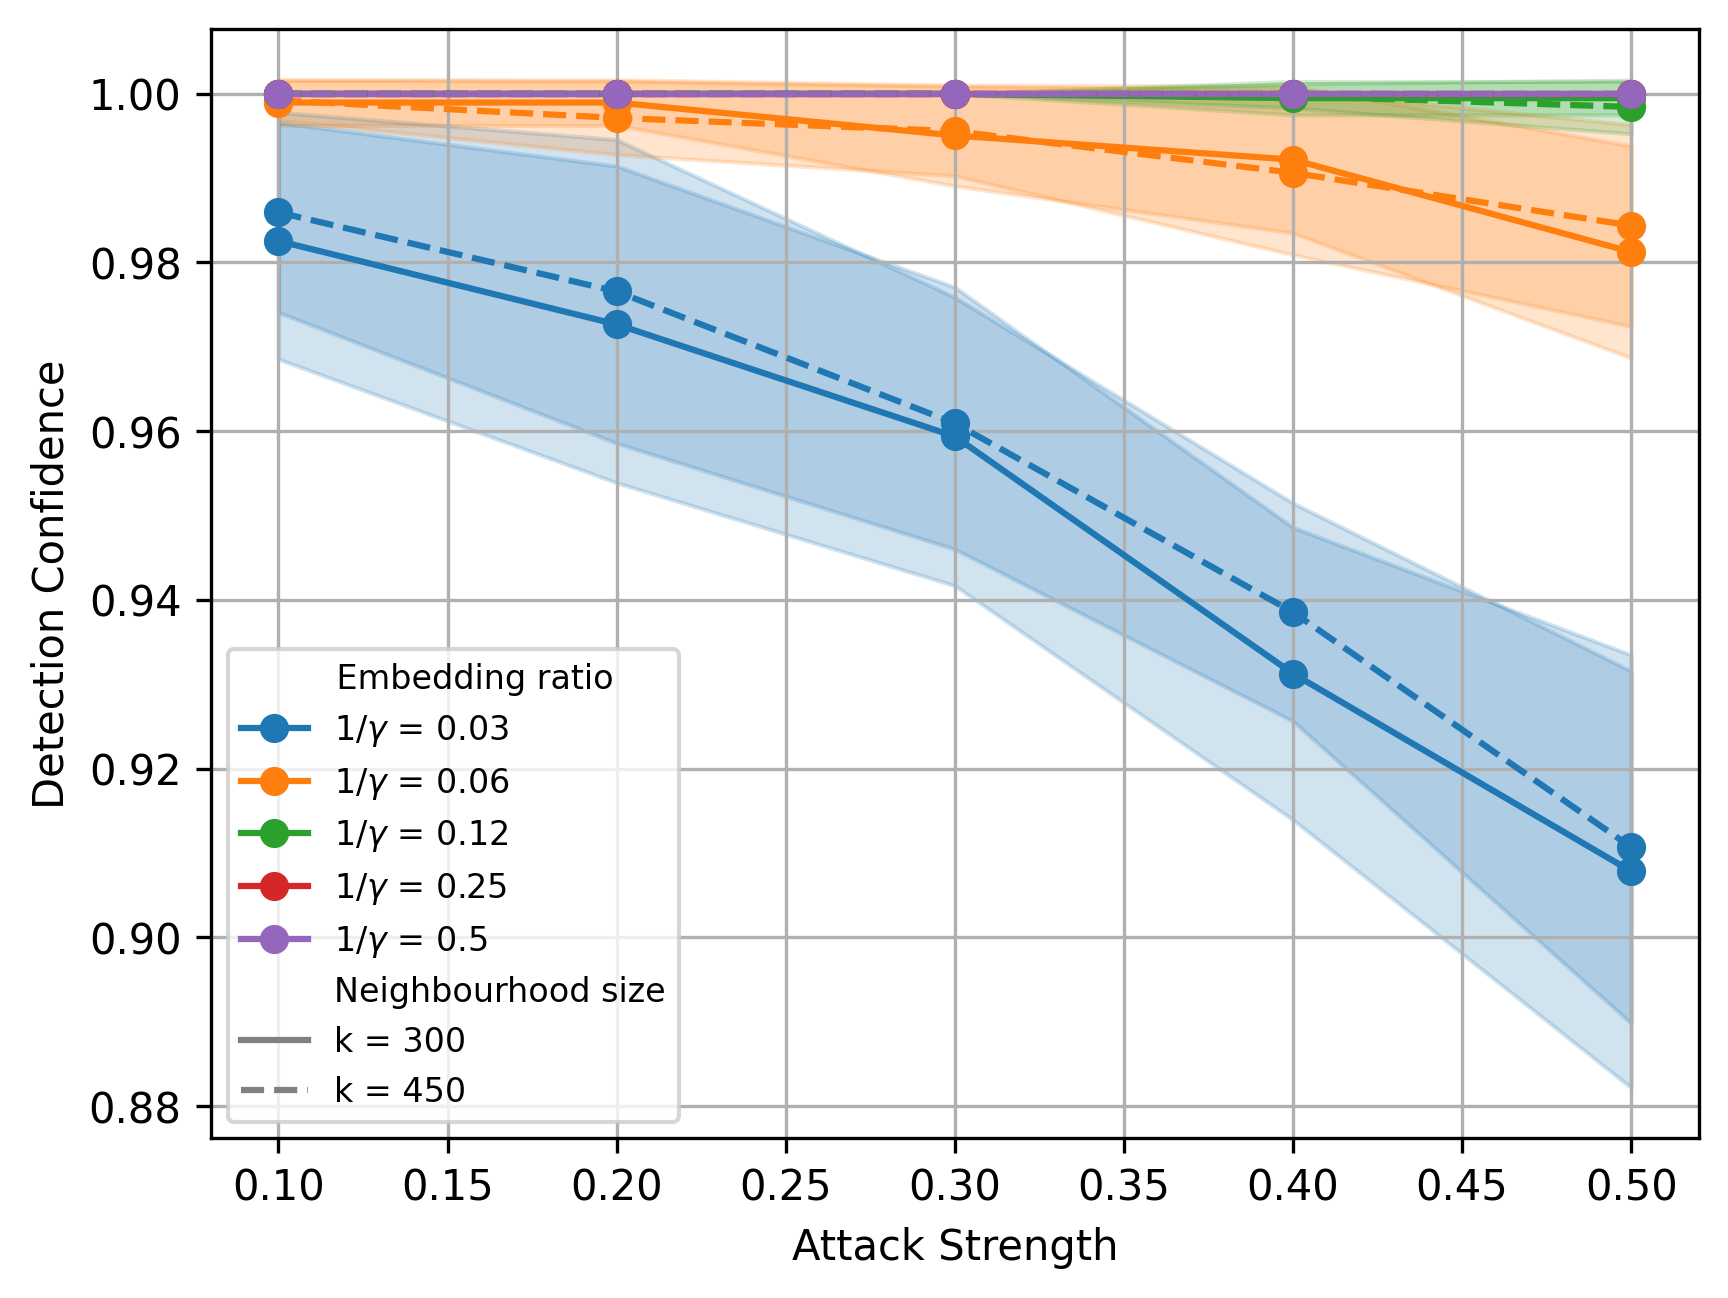 1.00
0.98
0.96
0.94
0.92
0.90
0.88
Detection Confidence
Embedding ratio
1/γ = 0.03
1/γ = 0.06
1/γ = 0.12
1/γ = 0.25
1/γ = 0.5
Neighbourhood size
k = 300
k = 450
0.10 0.15 0.20 0.25 0.30 0.35 0.40 0.45 0.50
Attack Strength